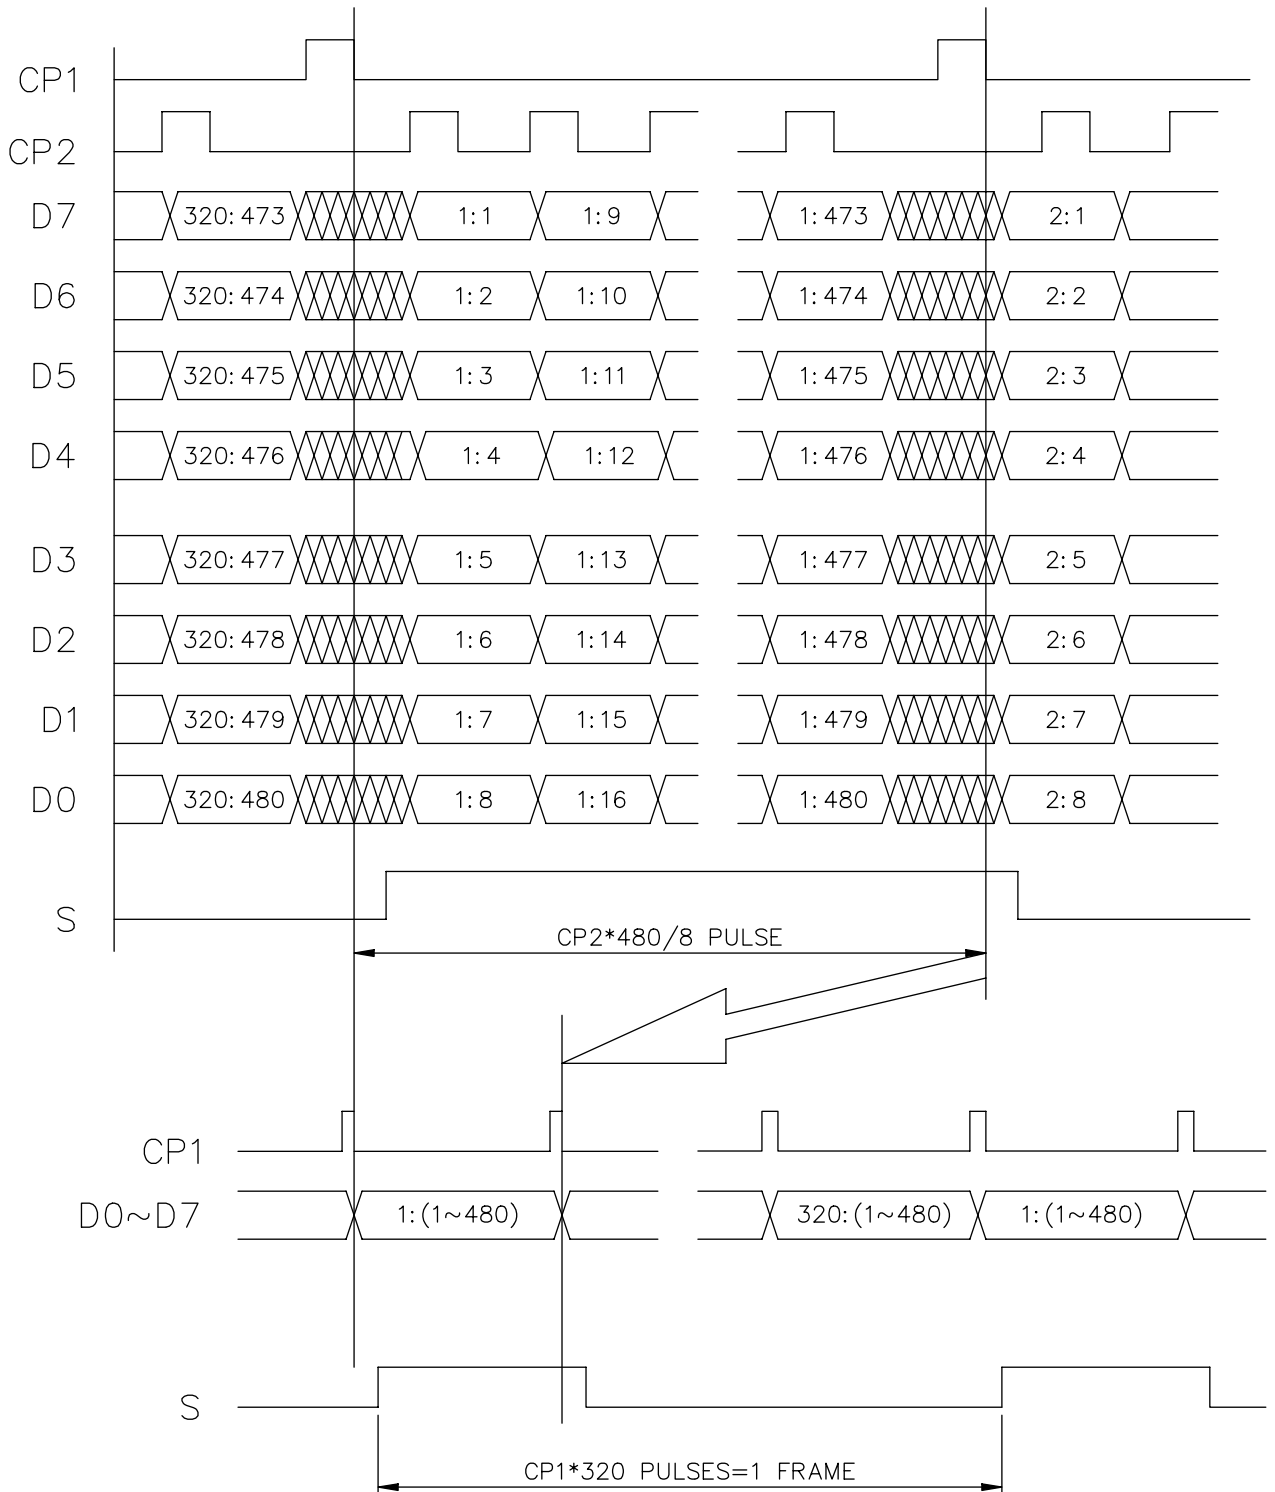 CP1
CP2
D7 320:473 1:1 1:9 1:473 2:1
D6 320:474 1:2 1:10 1:474 2:2
D5 320:475 1:3 1:11 1:475 2:3
D4 320:476 1:4 1:12 1:476 2:4
D3 320:477 1:5 1:13 1:477 2:5
D2 320:478 1:6 1:14 1:478 2:6
D1 320:479 1:7 1:15 1:479 2:7
D0 320:480 1:8 1:16 1:480 2:8
S
CP2*480/8 PULSE
CP1
D0~D7 1:(1~480) 320:(1~480) 1:(1~480)
S
CP1*320 PULSES=1 FRAME